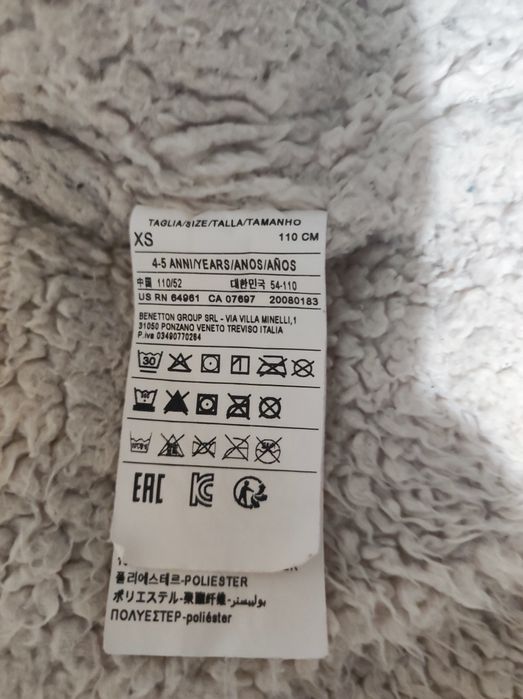 TAGLIA/SIZE/TALLA/TAMANHO
XS 110 CM
4-5 ANNI/YEARS/ANOS/AÑOS
中國 110/52 대한민국 54-110
US RN 64961 CA 07697 20080183
BENETTON GROUP SRL - VIA VILLA MINELLI,1
31050 PONZANO VENETO TREVISO ITALIA
P.iva 03490770264
30
EAC
폴리에스테르-POLIESTER
ポリエステル-聚酯纖維-بوليستر
ΠΟΛΥΕΣΤΕΡ-poliéster